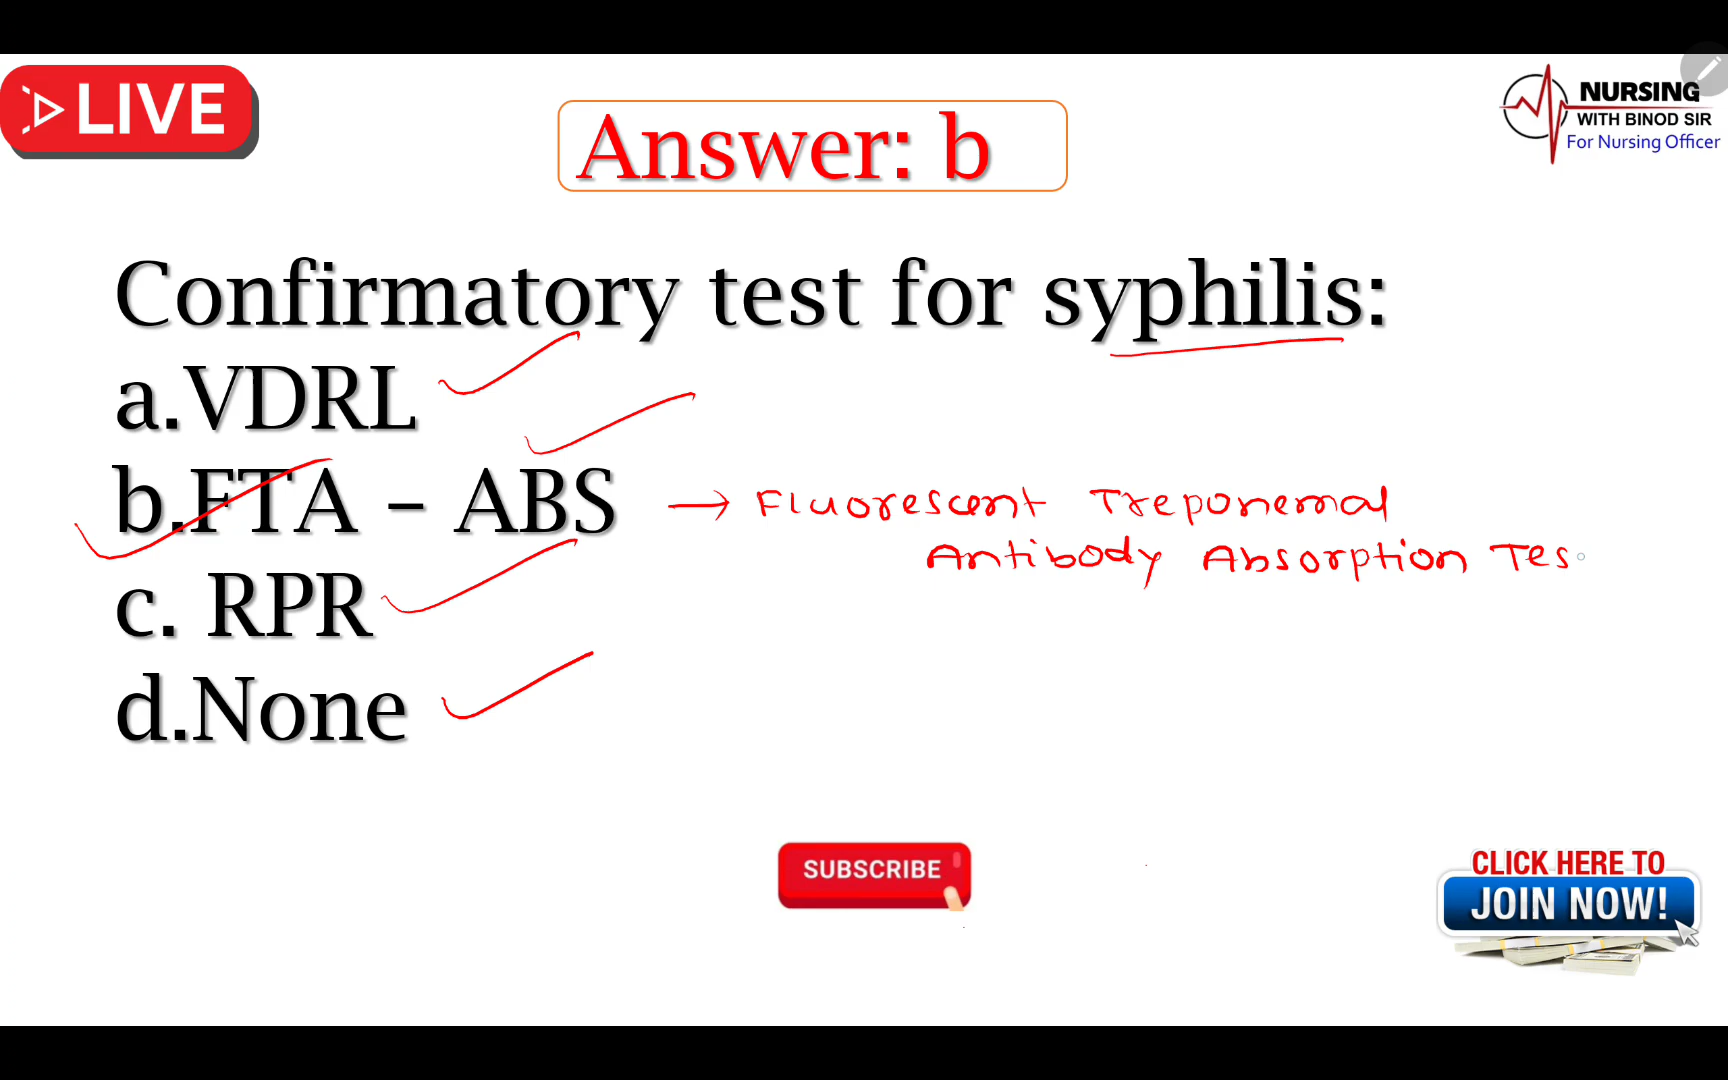 LIVE
Answer: b
NURSING
WITH BINOD SIR
For Nursing Officer
Confirmatory test for syphilis:
a.VDRL
b.FTA – ABS → Fluorescent Treponemal
Antibody Absorption Tes
c. RPR
d.None
SUBSCRIBE
CLICK HERE TO
JOIN NOW!